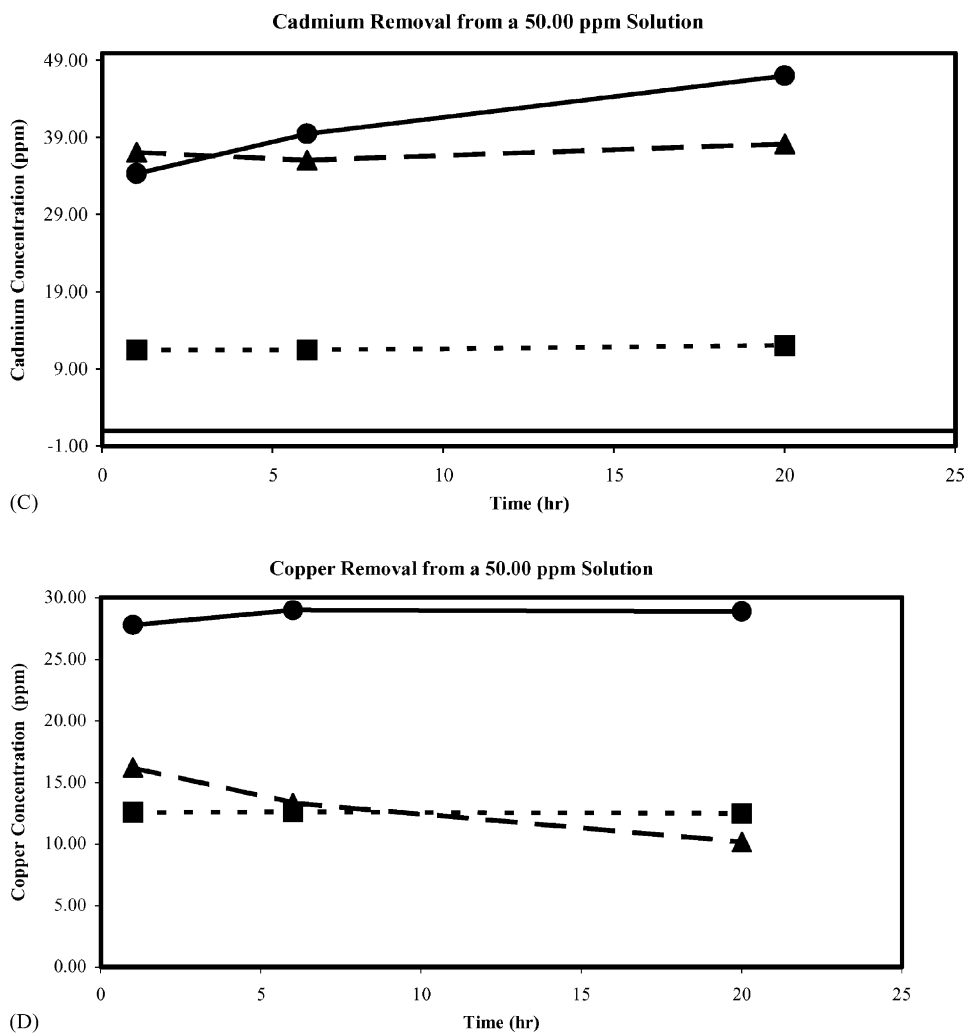 Cadmium Removal from a 50.00 ppm Solution
49.00
39.00
29.00
19.00
9.00
-1.00
Cadmium Concentration (ppm)
0 5 10 15 20 25
Time (hr)
(C)
Copper Removal from a 50.00 ppm Solution
30.00
25.00
20.00
15.00
10.00
5.00
0.00
Copper Concentration (ppm)
0 5 10 15 20 25
Time (hr)
(D)